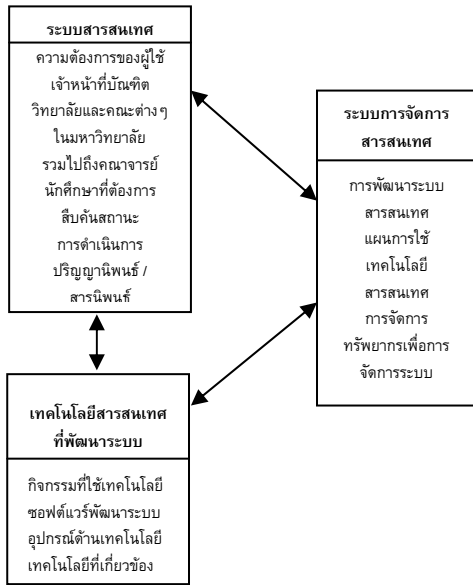 ระบบสารสนเทศ
ความต้องการของผู้ใช้
เจ้าหน้าที่บัณฑิต
วิทยาลัยและคณะต่างๆ
ในมหาวิทยาลัย
รวมไปถึงคณาจารย์
นักศึกษาที่ต้องการ
สืบค้นสถานะ
การดำเนินการ
ปริญญานิพนธ์ /
สารนิพนธ์
ระบบการจัดการ
สารสนเทศ
การพัฒนาระบบ
สารสนเทศ
แผนการใช้
เทคโนโลยี
สารสนเทศ
การจัดการ
ทรัพยากรเพื่อการ
จัดการระบบ
เทคโนโลยีสารสนเทศ
ที่พัฒนาระบบ
กิจกรรมที่ใช้เทคโนโลยี
ซอฟต์แวร์พัฒนาระบบ
อุปกรณ์ด้านเทคโนโลยี
เทคโนโลยีที่เกี่ยวข้อง